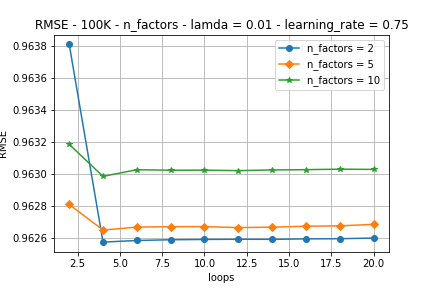 RMSE - 100K - n_factors - lamda = 0.01 - learning_rate = 0.75
n_factors = 2
n_factors = 5
n_factors = 10
RMSE
0.9638
0.9636
0.9634
0.9632
0.9630
0.9628
0.9626
2.5 5.0 7.5 10.0 12.5 15.0 17.5 20.0
loops